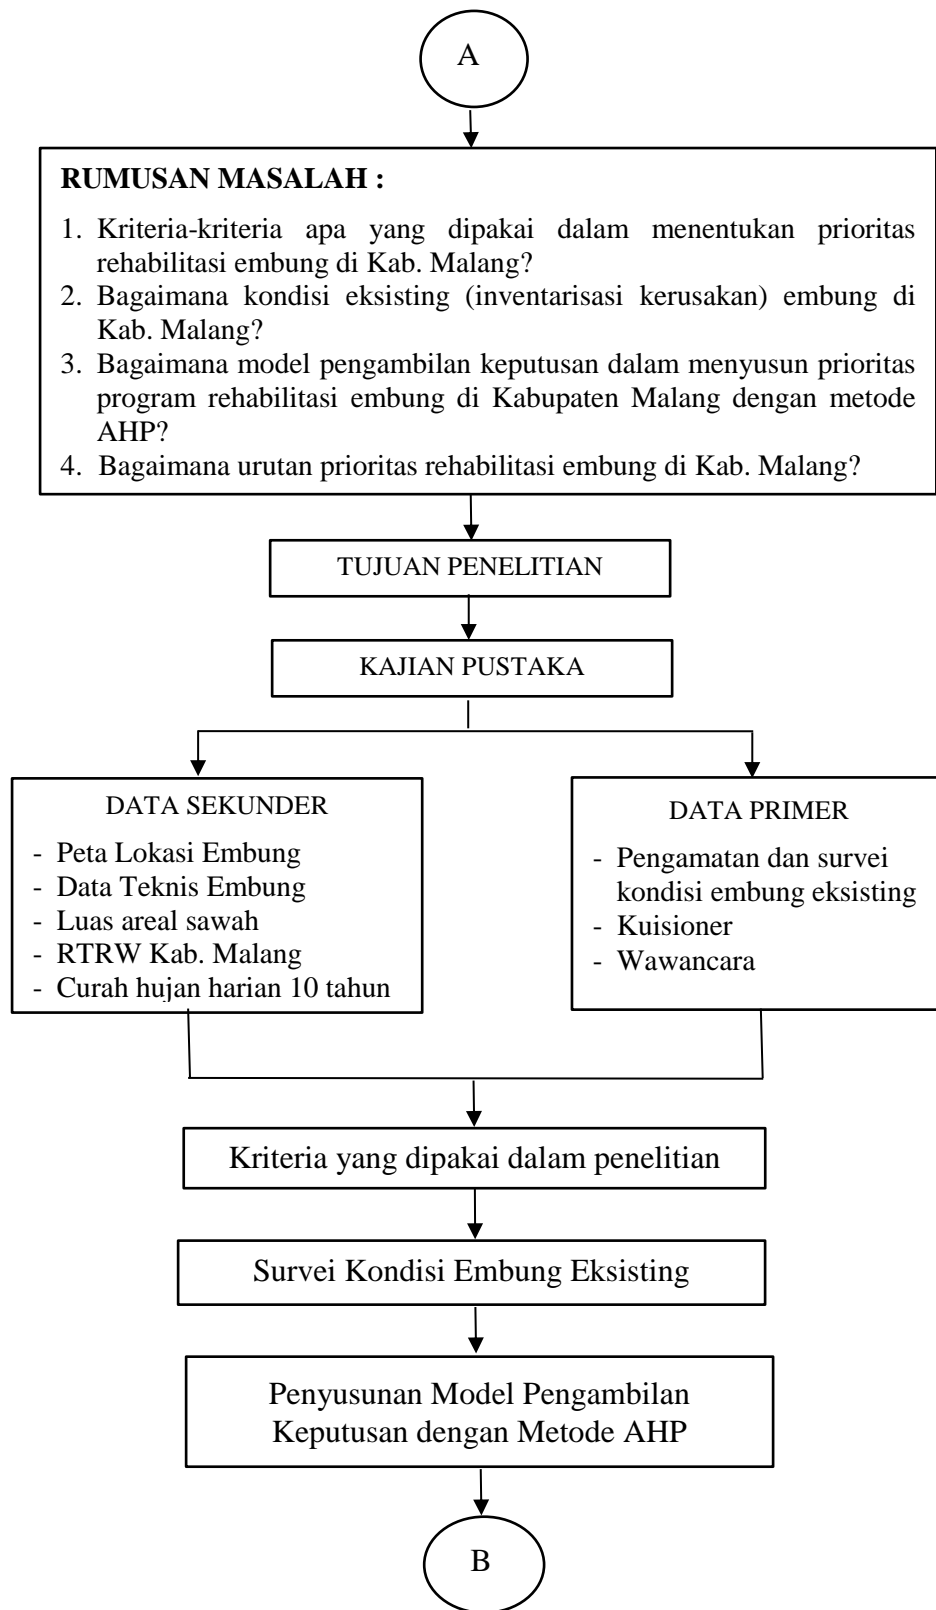 A
RUMUSAN MASALAH :
1. Kriteria-kriteria apa yang dipakai dalam menentukan prioritas
rehabilitasi embung di Kab. Malang?
2. Bagaimana kondisi eksisting (inventarisasi kerusakan) embung di
Kab. Malang?
3. Bagaimana model pengambilan keputusan dalam menyusun prioritas
program rehabilitasi embung di Kabupaten Malang dengan metode
AHP?
4. Bagaimana urutan prioritas rehabilitasi embung di Kab. Malang?
TUJUAN PENELITIAN
KAJIAN PUSTAKA
DATA SEKUNDER
- Peta Lokasi Embung
- Data Teknis Embung
- Luas areal sawah
- RTRW Kab. Malang
- Curah hujan harian 10 tahun
DATA PRIMER
- Pengamatan dan survei
kondisi embung eksisting
- Kuisioner
- Wawancara
Kriteria yang dipakai dalam penelitian
Survei Kondisi Embung Eksisting
Penyusunan Model Pengambilan
Keputusan dengan Metode AHP
B